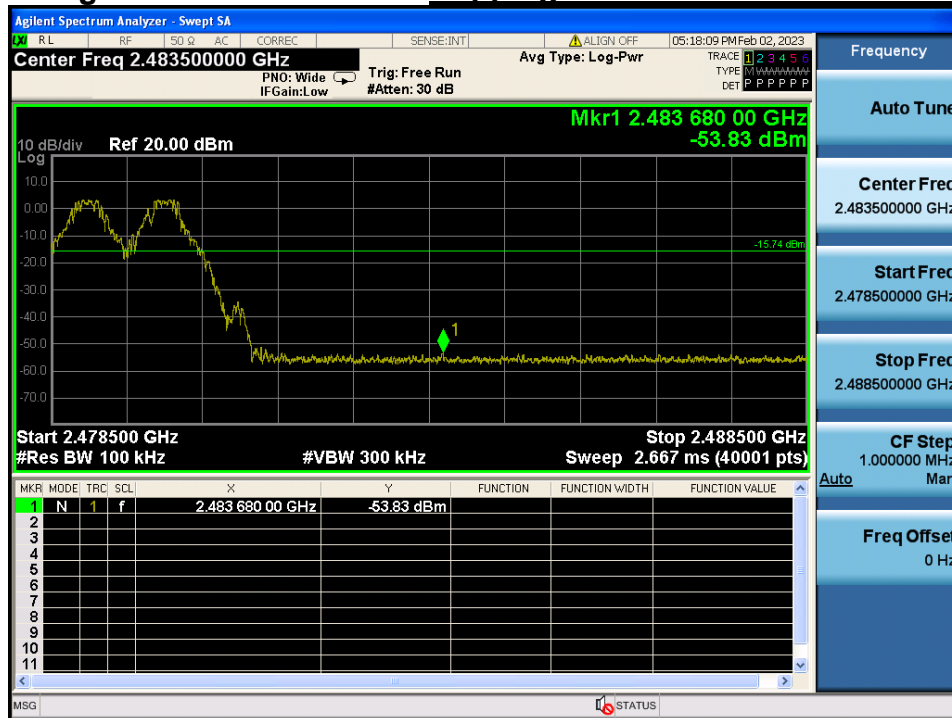 Agilent Spectrum Analyzer - Swept SA
LXI RL RF 50 Ω AC CORREC SENSE:INT ALIGN OFF 05:18:09 PM Feb 02, 2023
Center Freq 2.483500000 GHz
PNO: Wide
IFGain:Low
Trig: Free Run
#Atten: 30 dB
Avg Type: Log-Pwr
TRACE 1 2 3 4 5 6
TYPE M
DET P P P P P P
Mkr1 2.483 680 00 GHz
-53.83 dBm
10 dB/div Ref 20.00 dBm
Log
10.0
0.00
-10.0
-15.74 dBm
-20.0
-30.0
-40.0
1
-50.0
-60.0
-70.0
Start 2.478500 GHz Stop 2.488500 GHz
#Res BW 100 kHz #VBW 300 kHz Sweep 2.667 ms (40001 pts)
MKR MODE TRC SCL X Y FUNCTION FUNCTION WIDTH FUNCTION VALUE
1 N 1 f 2.483 680 00 GHz -53.83 dBm
2
3
4
5
6
7
8
9
10
11
MSG STATUS
Frequency
Auto Tune
Center Freq
2.483500000 GHz
Start Freq
2.478500000 GHz
Stop Freq
2.488500000 GHz
CF Step
1.000000 MHz
Auto Man
Freq Offset
0 Hz